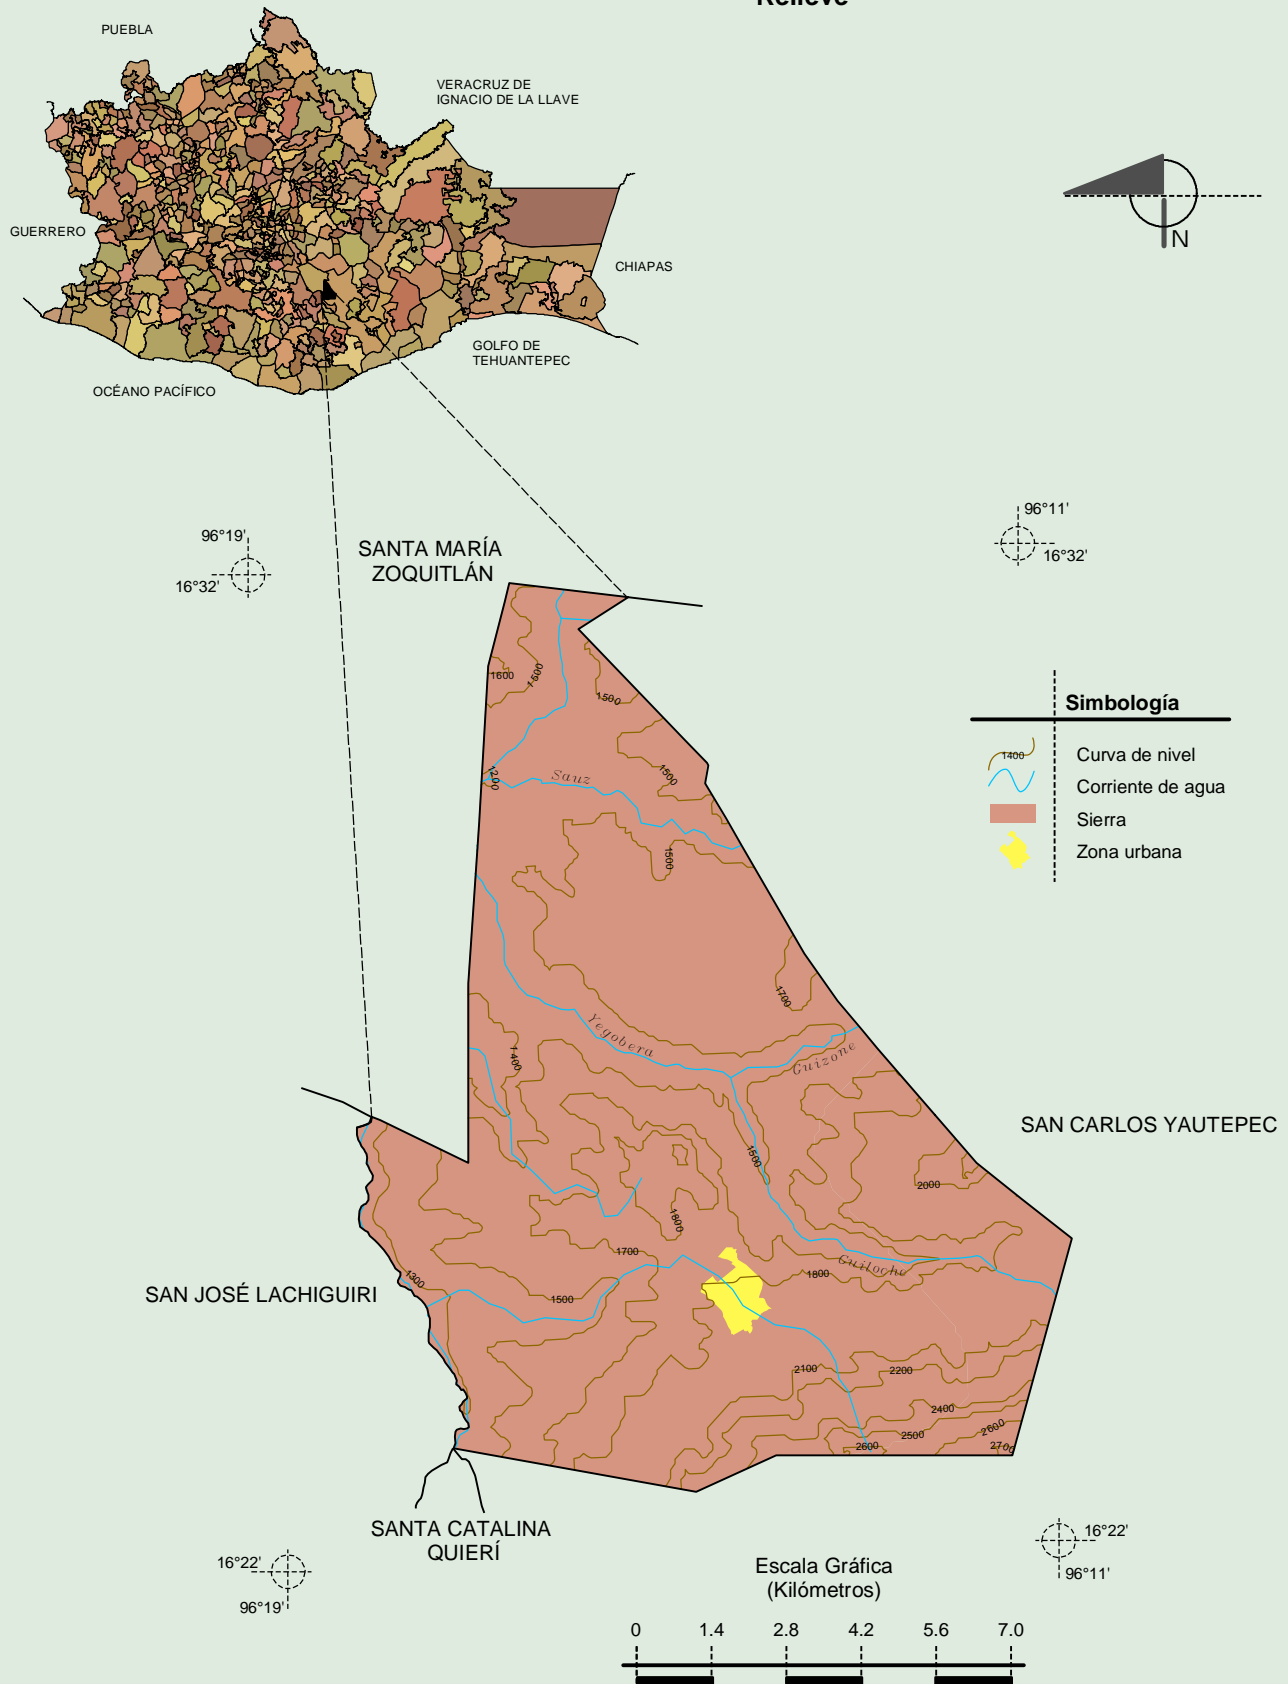 Relieve
PUEBLA
VERACRUZ DE
IGNACIO DE LA LLAVE
GUERRERO
CHIAPAS
GOLFO DE
TEHUANTEPEC
OCÉANO PACÍFICO
N
96°19'
16°32'
96°11'
16°32'
SANTA MARÍA
ZOQUITLÁN
1600
1500
1500
1200
Sauz
1500
1500
Simbología
1400
Curva de nivel
Corriente de agua
Sierra
Zona urbana
1700
Yegobera
Guizone
1400
1500
2000
SAN CARLOS YAUTEPEC
1800
1700
Guiloche
1800
1300
1500
SAN JOSÉ LACHIGUIRI
2100
2200
2400
2500
2600
2600
2700
SANTA CATALINA
QUIERÍ
16°22'
96°19'
16°22'
96°11'
Escala Gráfica
(Kilómetros)
0 1.4 2.8 4.2 5.6 7.0